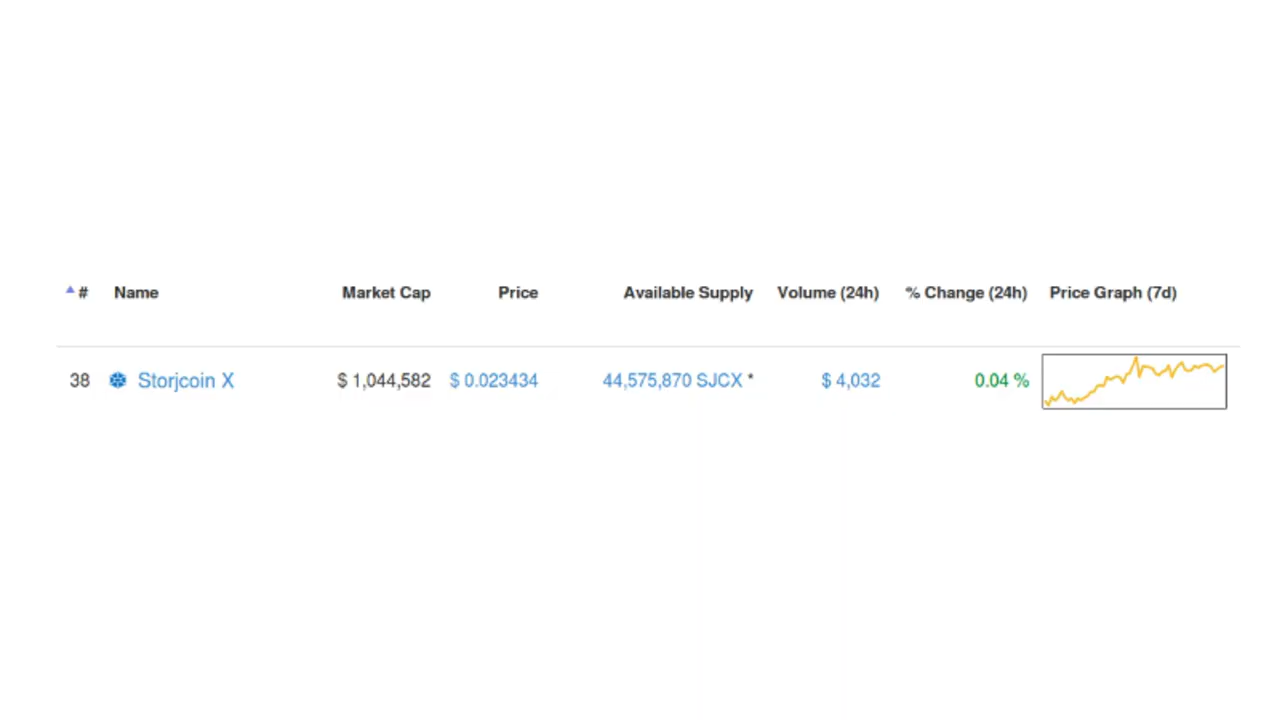 # Name Market Cap Price Available Supply Volume (24h) % Change (24h) Price Graph (7d)
38 Storjcoin X $ 1,044,582 $ 0.023434 44,575,870 SJCX * $ 4,032 0.04 %